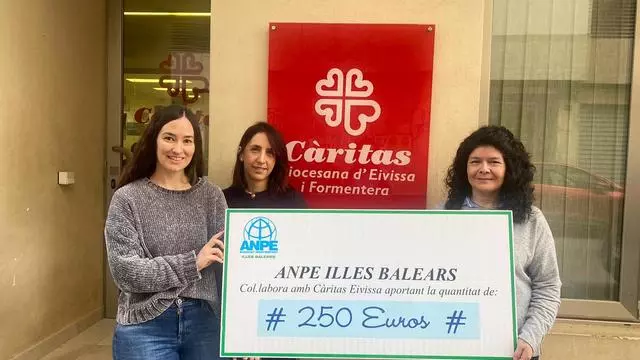 Càritas
Diocesana d'Eivissa
i Formentera
ANPE
ILLES BALEARS
ANPE ILLES BALEARS
Col.labora amb Càritas Eivissa aportant la quantitat de:
# 250 Euros #